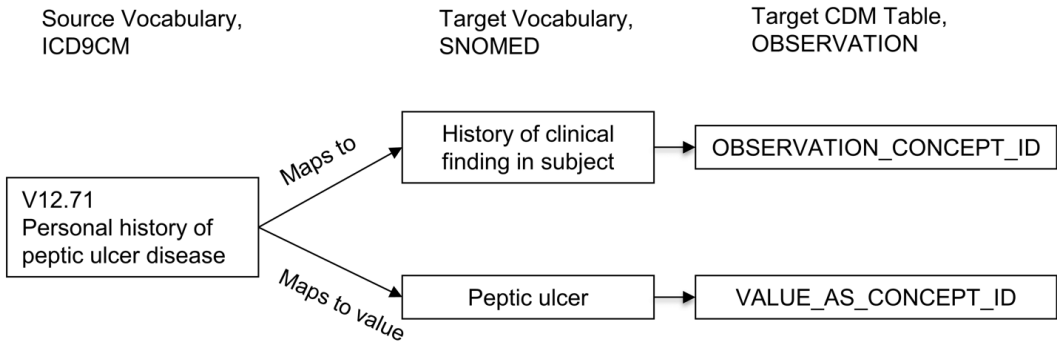 Source Vocabulary,
ICD9CM
Target Vocabulary,
SNOMED
Target CDM Table,
OBSERVATION
V12.71
Personal history of
peptic ulcer disease
Maps to
Maps to value
History of clinical
finding in subject
OBSERVATION_CONCEPT_ID
Peptic ulcer
VALUE_AS_CONCEPT_ID